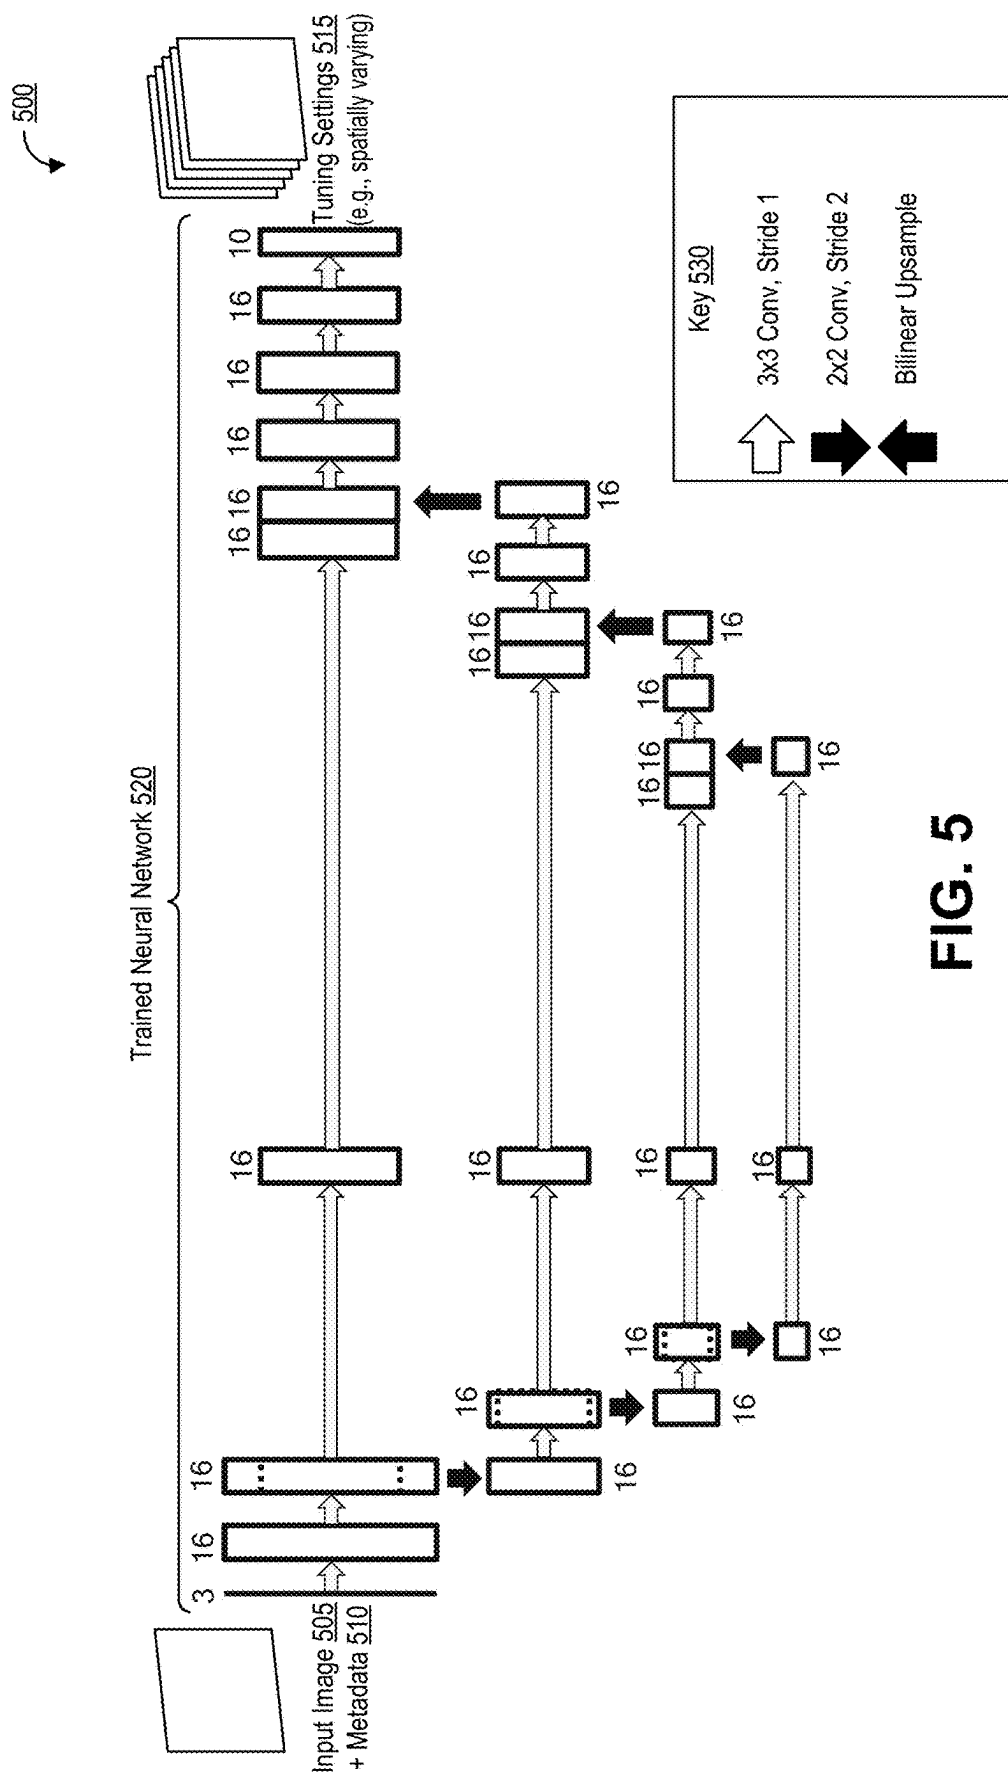 500
Trained Neural Network 520
3 16 16 16 16 16 16 16 16 10
Input Image 505
+ Metadata 510
Tuning Settings 515
(e.g., spatially varying)
16 16 16 16 16
16 16
16 16 16 16 16
16 16
16
16 16
Key 530
3x3 Conv, Stride 1
2x2 Conv, Stride 2
Bilinear Upsample
FIG. 5